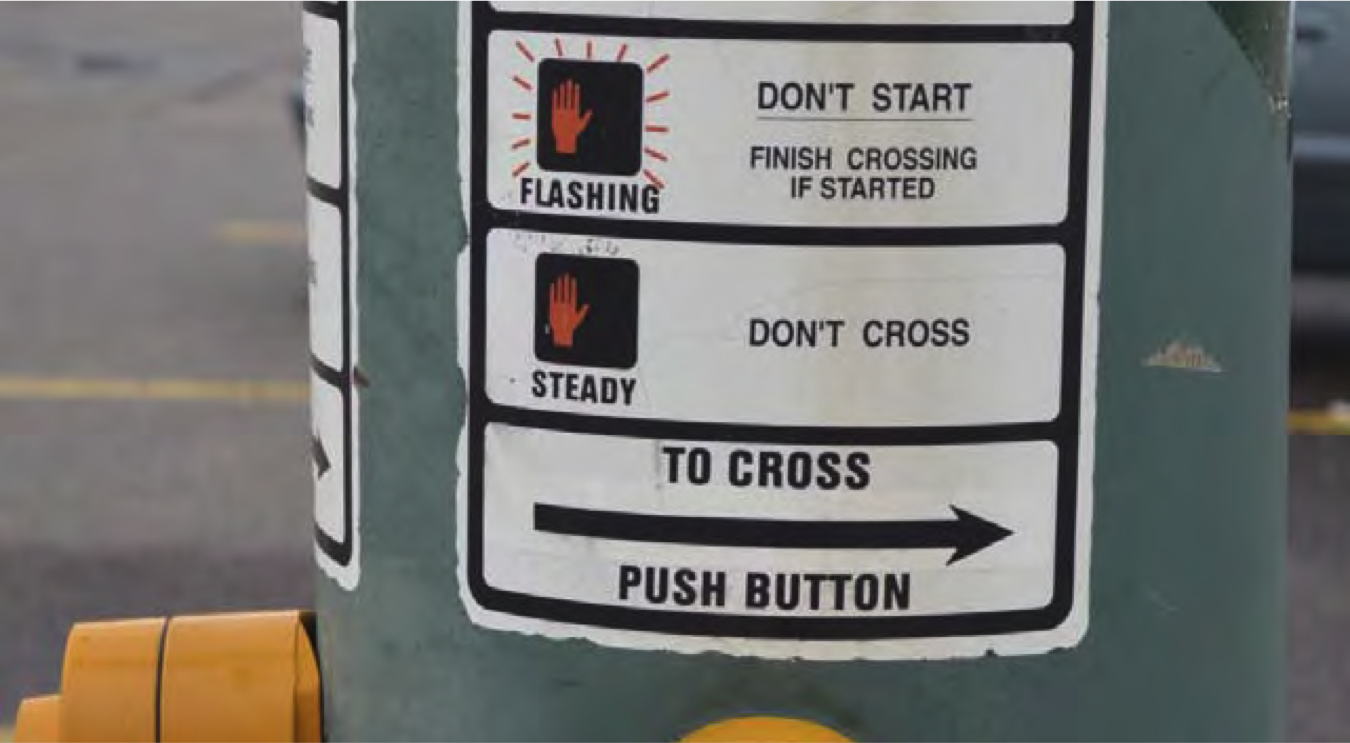 DON'T START
FINISH CROSSING
IF STARTED
FLASHING
DON'T CROSS
STEADY
TO CROSS
PUSH BUTTON